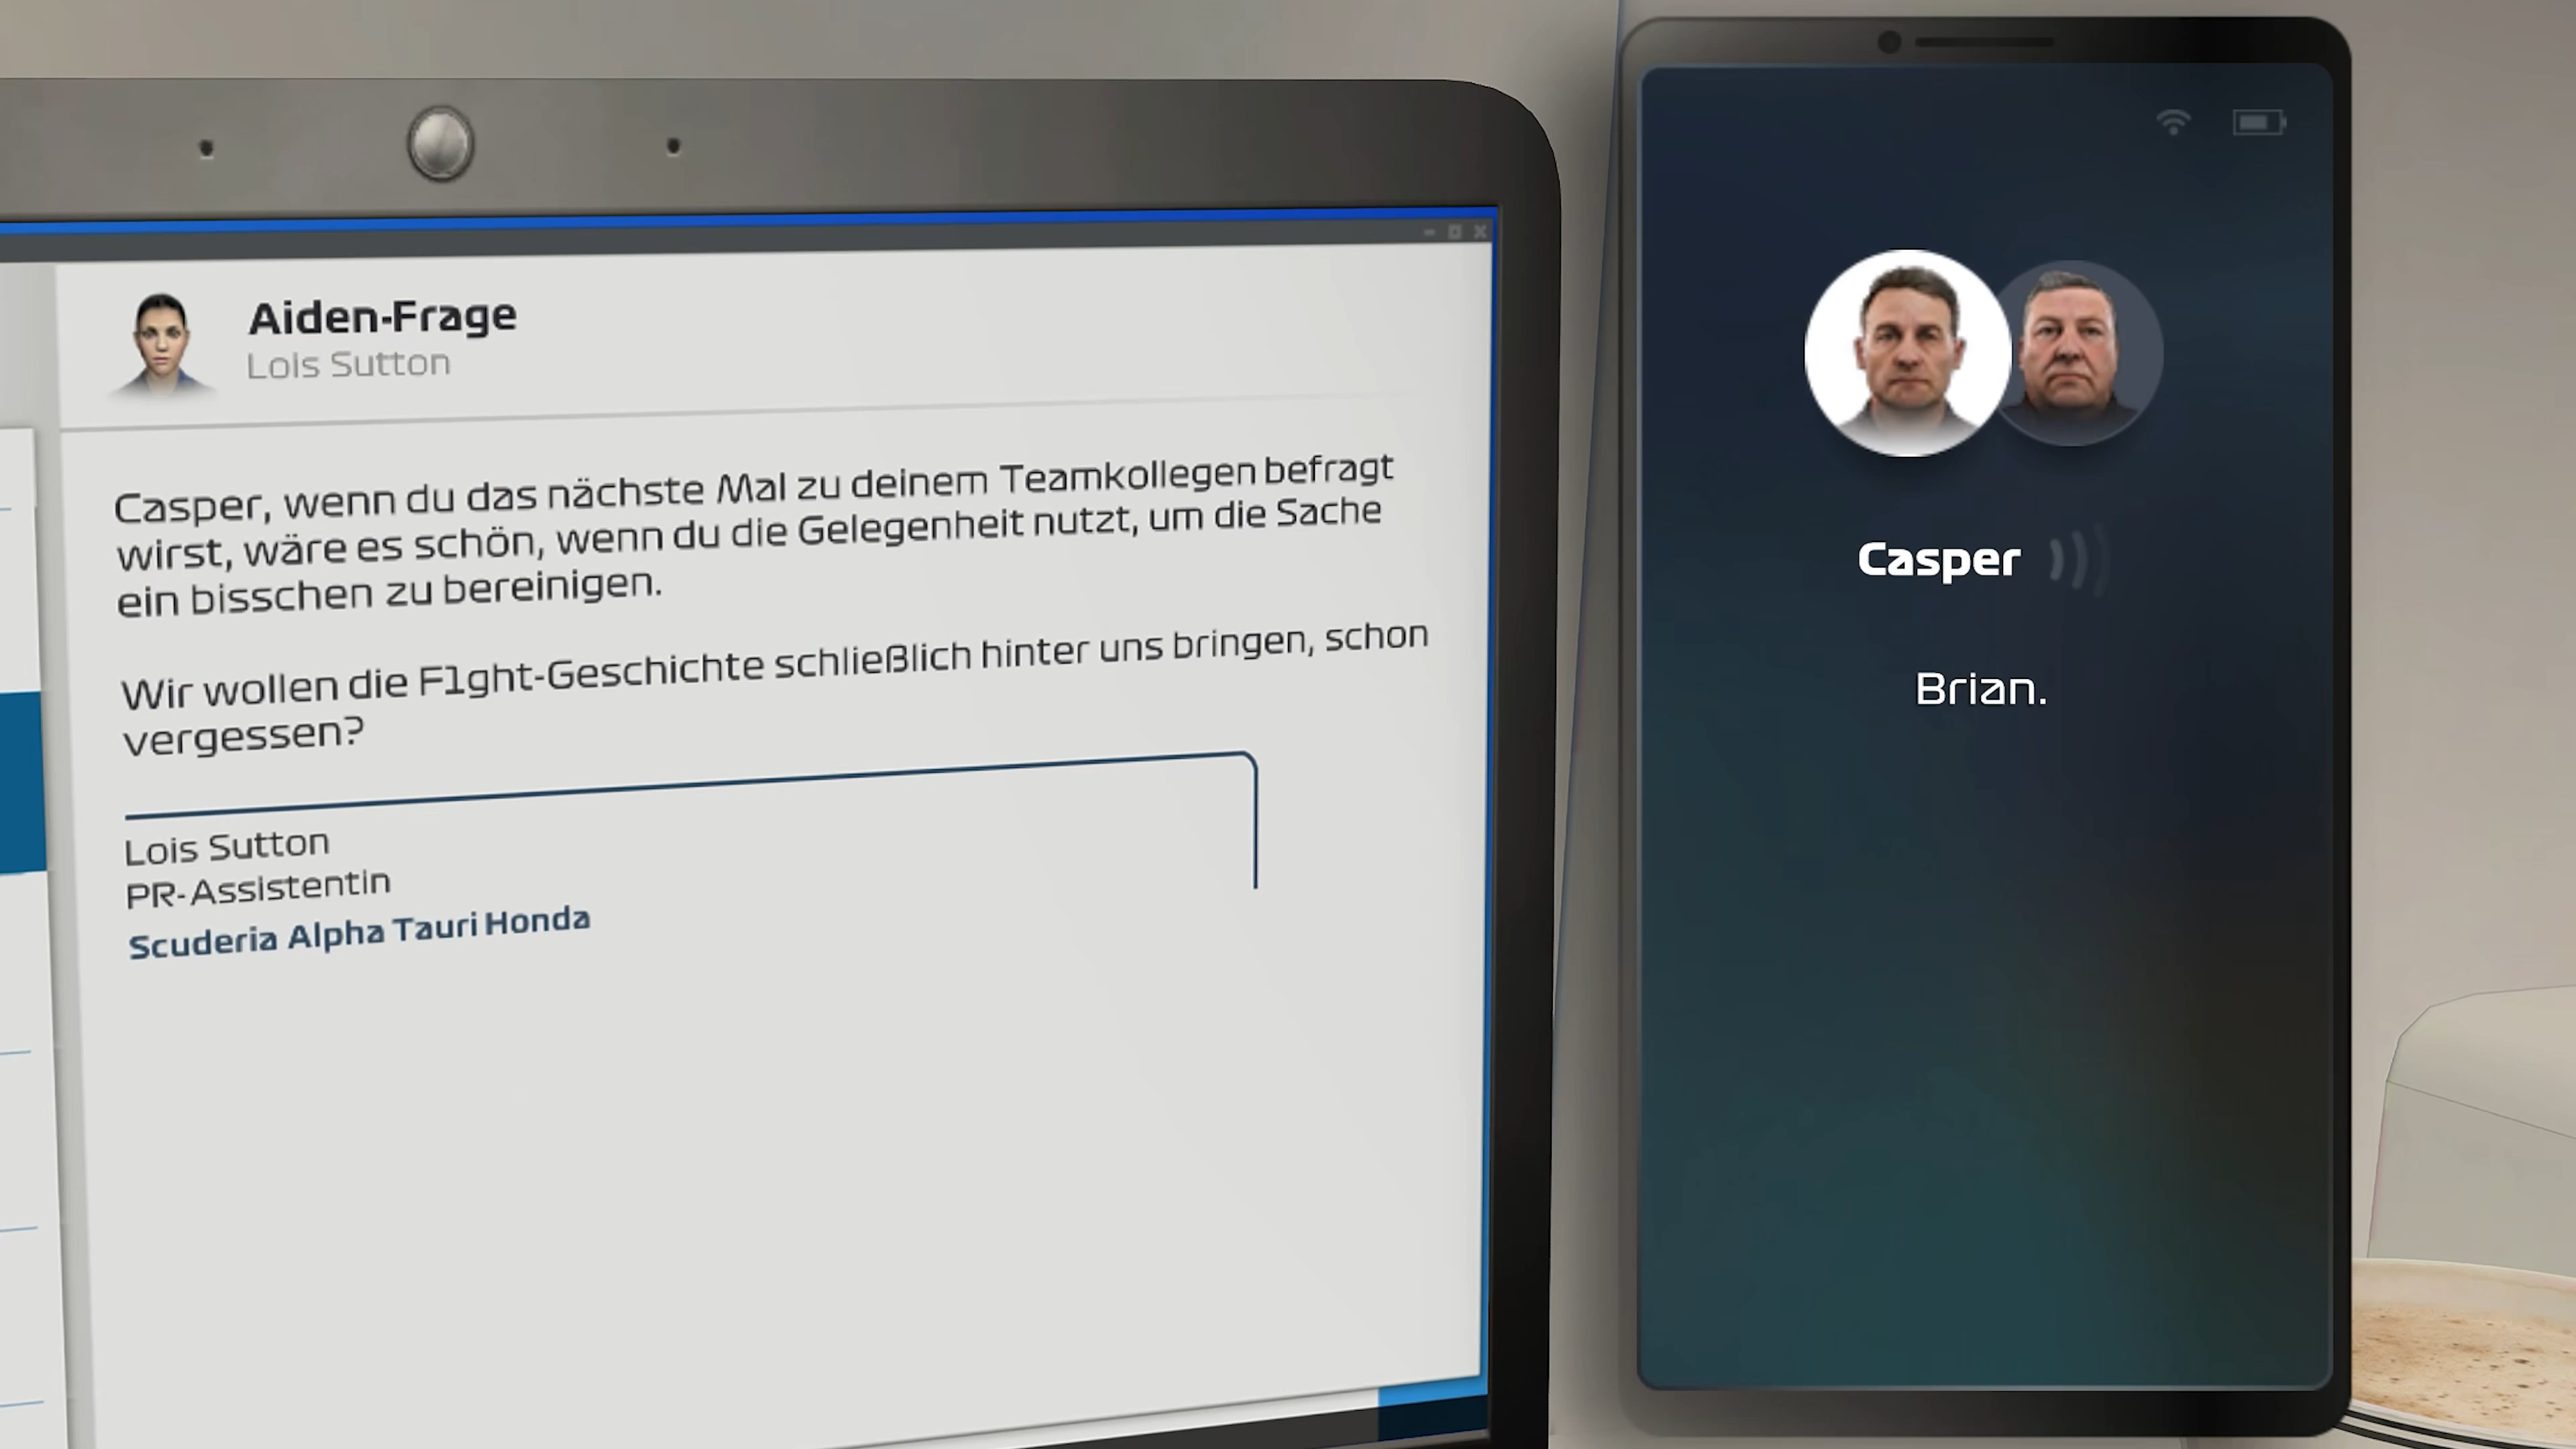 Aiden-Frage
Lois Sutton
Casper, wenn du das nächste Mal zu deinem Teamkollegen befragt
wirst, wäre es schön, wenn du die Gelegenheit nutzt, um die Sache
ein bisschen zu bereinigen.
Wir wollen die F1ght-Geschichte schließlich hinter uns bringen, schon
vergessen?
Lois Sutton
PR-Assistentin
Scuderia Alpha Tauri Honda
Casper
Brian.